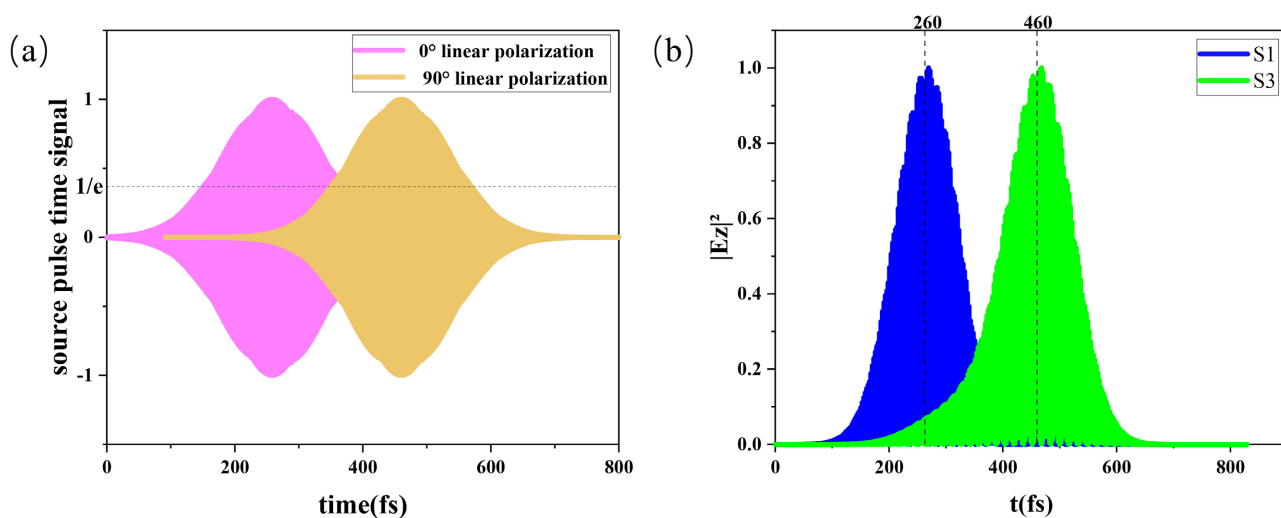 (a)
0° linear polarization
90° linear polarization
source pulse time signal
1
1/e
0
-1
0
200
400
600
800
time(fs)
(b)
260
460
S1
S3
|Ez|²
1.0
0.8
0.6
0.4
0.2
0.0
0
200
400
600
800
t(fs)